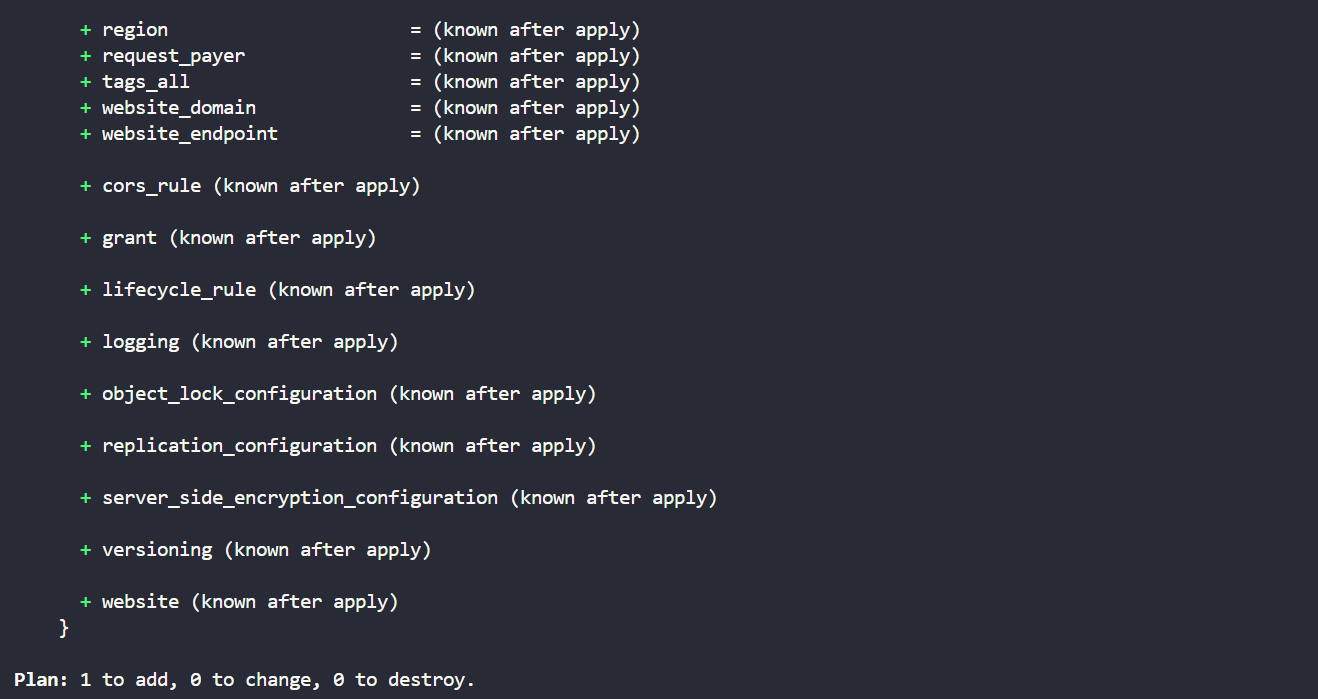 + region                      = (known after apply)
+ request_payer               = (known after apply)
+ tags_all                    = (known after apply)
+ website_domain              = (known after apply)
+ website_endpoint            = (known after apply)
+ cors_rule (known after apply)
+ grant (known after apply)
+ lifecycle_rule (known after apply)
+ logging (known after apply)
+ object_lock_configuration (known after apply)
+ replication_configuration (known after apply)
+ server_side_encryption_configuration (known after apply)
+ versioning (known after apply)
+ website (known after apply)
}
Plan: 1 to add, 0 to change, 0 to destroy.